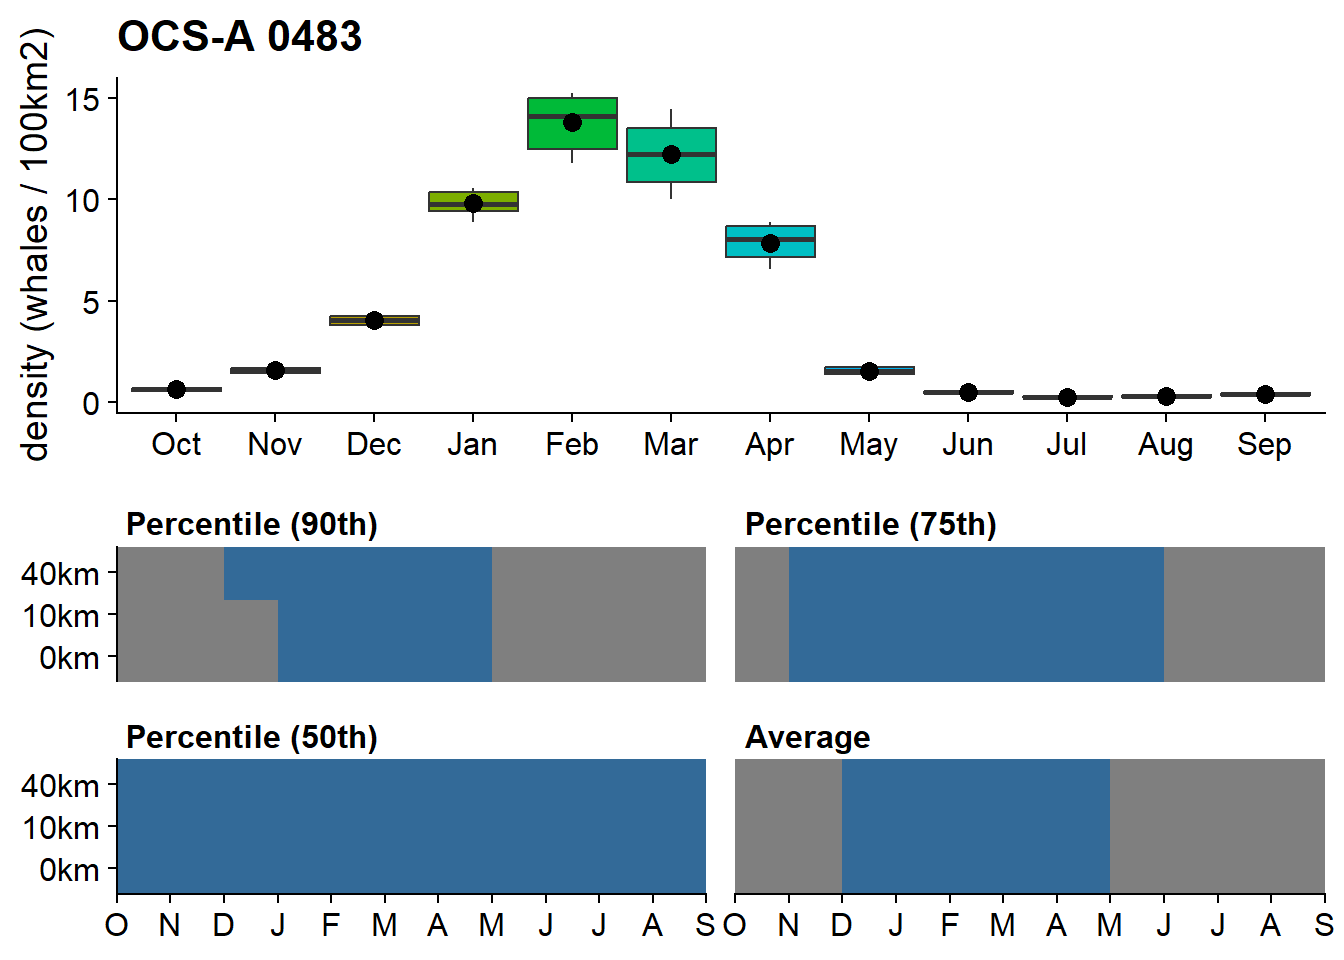 OCS-A 0483
density (whales / 100km2)
15
10
5
0
Oct Nov Dec Jan Feb Mar Apr May Jun Jul Aug Sep
Percentile (90th) Percentile (75th)
40km
10km
0km
Percentile (50th) Average
40km
10km
0km
O N D J F M A M J J A S O N D J F M A M J J A S